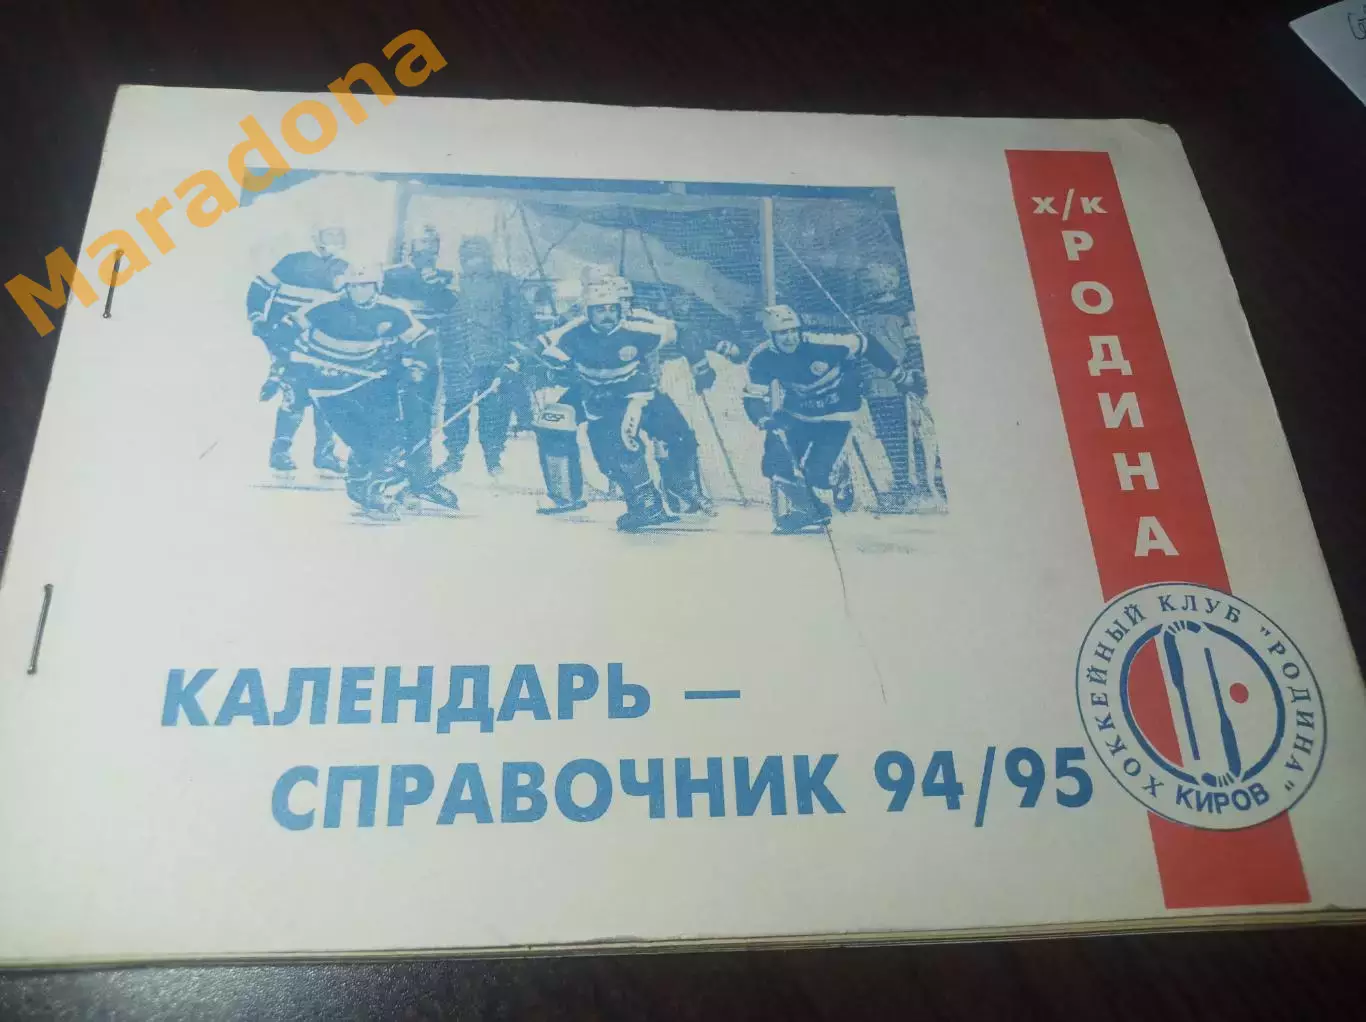 Maradona
Х/К
РОДИНА
КАЛЕНДАРЬ –
СПРАВОЧНИК 94/95
ХОККЕЙНЫЙ КЛУБ "РОДИНА"
КИРОВ